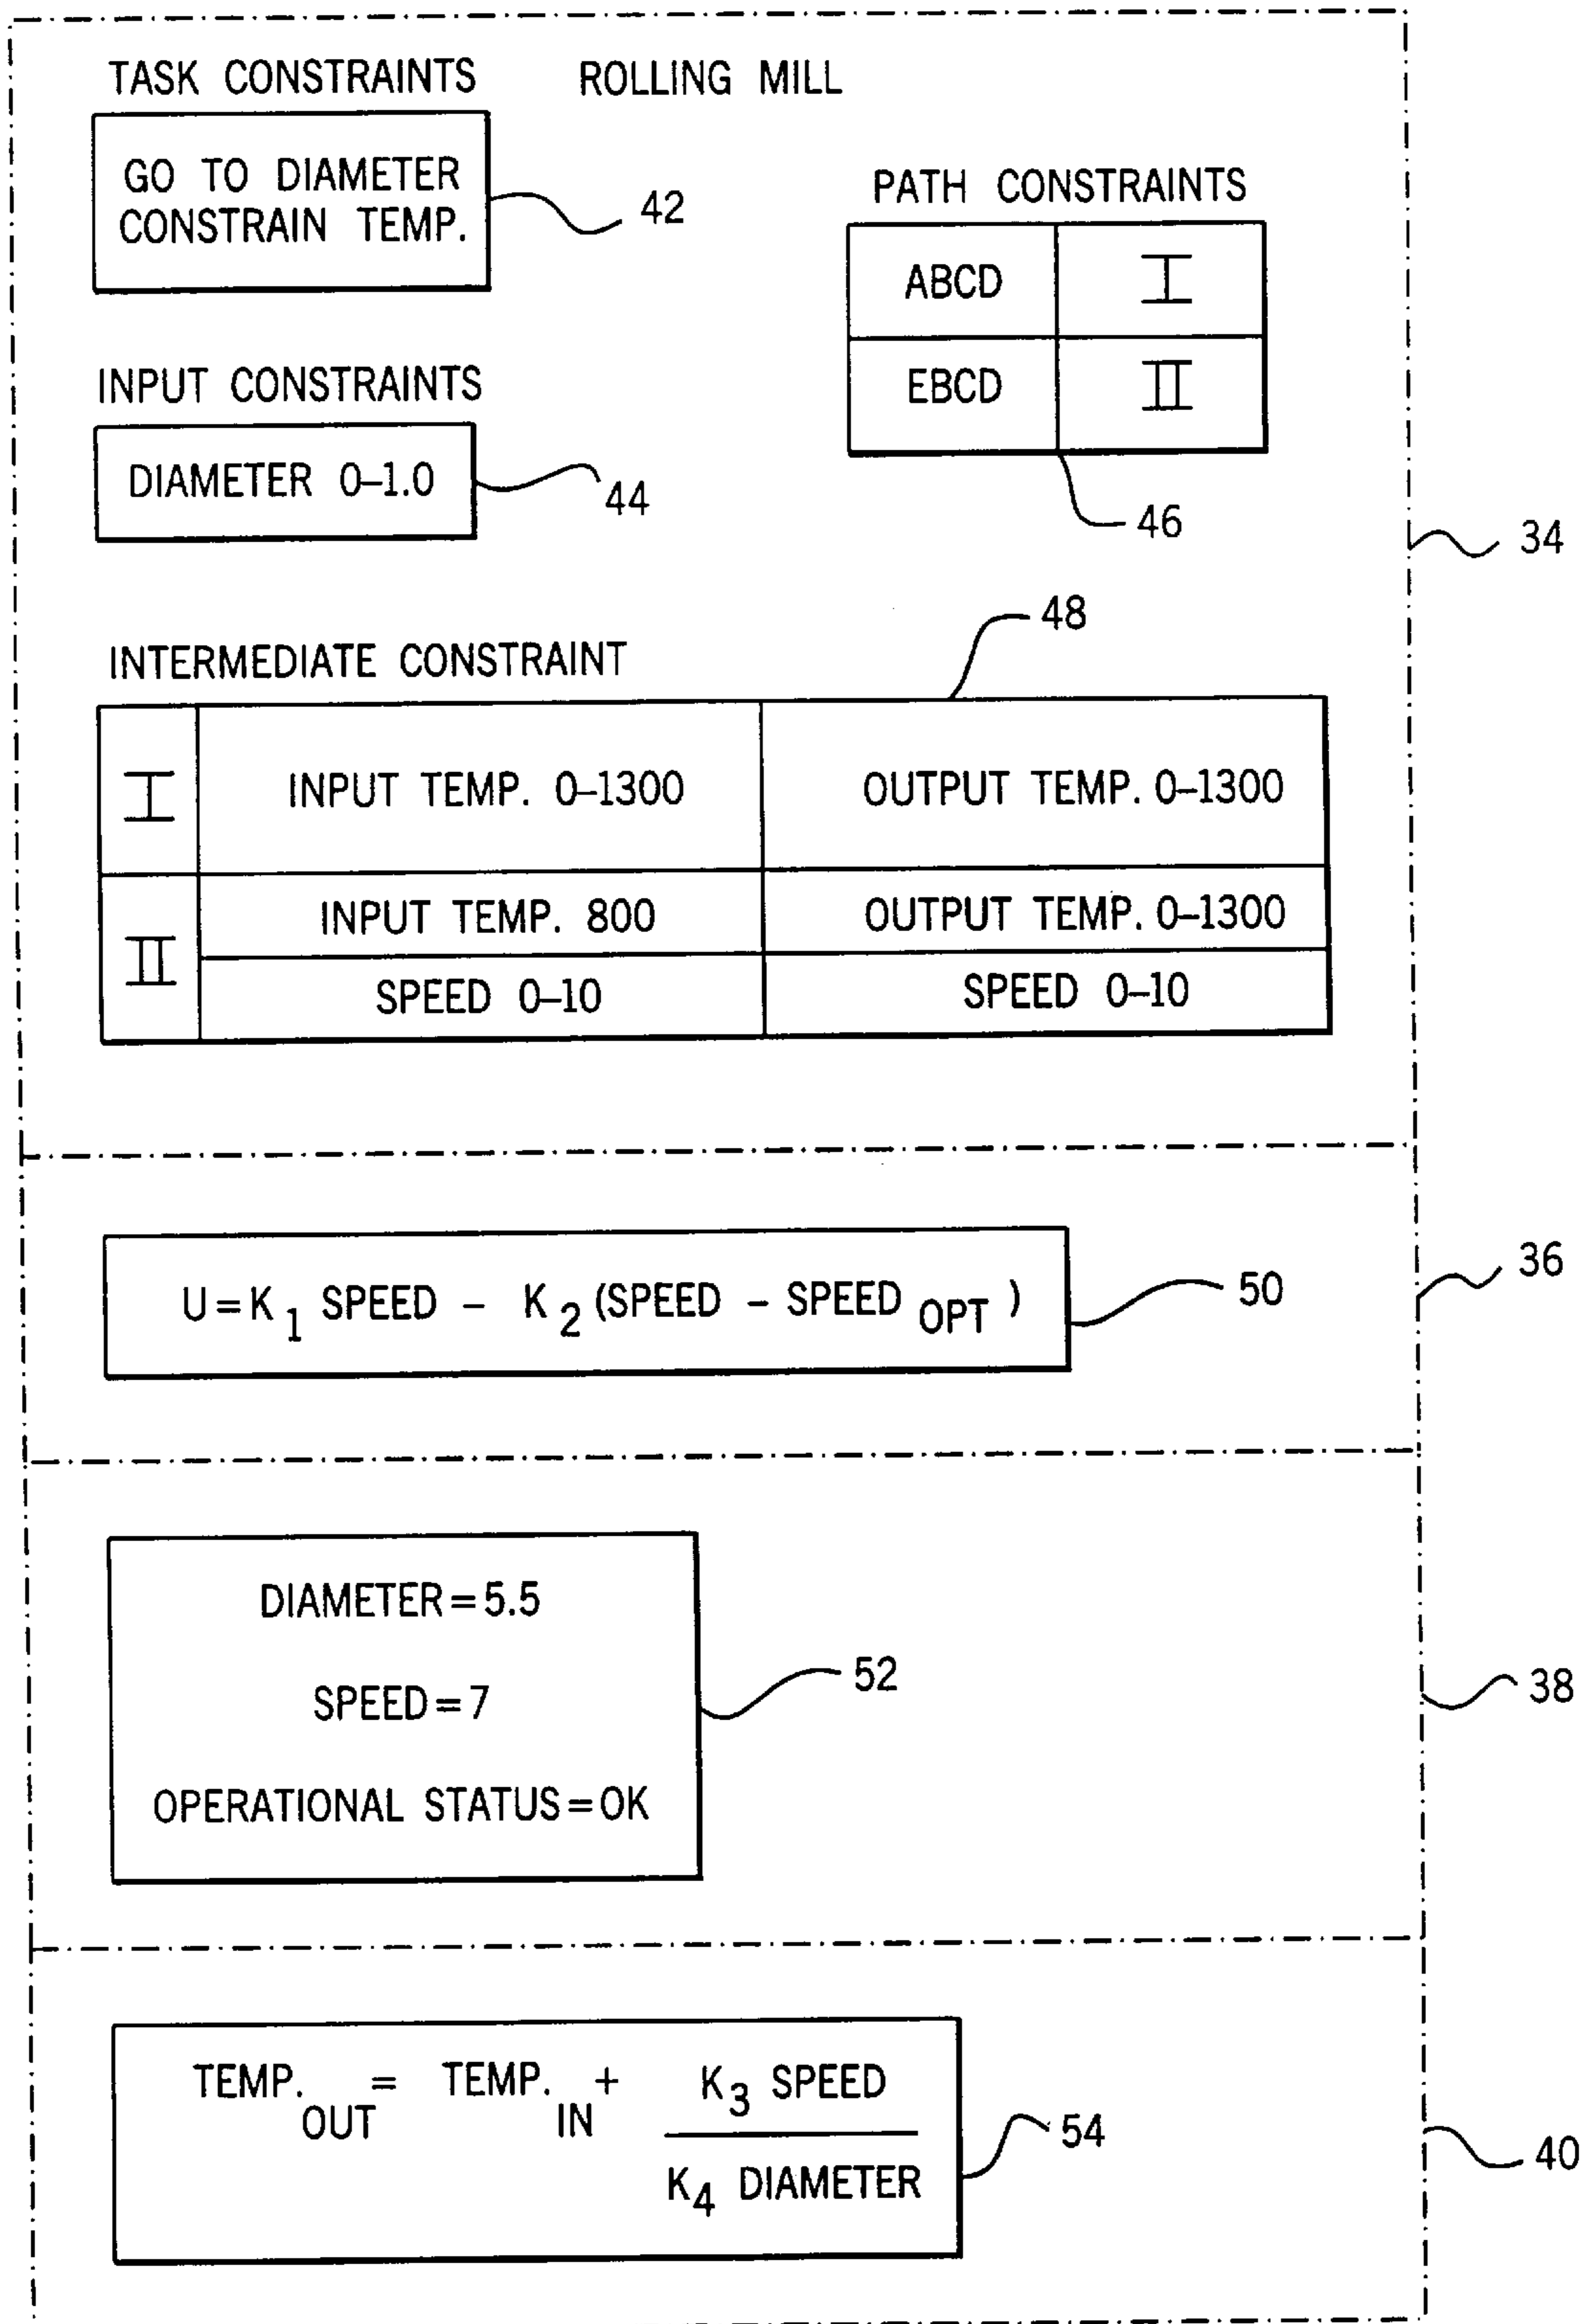 TASK CONSTRAINTS
ROLLING MILL
GO TO DIAMETER
CONSTRAIN TEMP.
42
PATH CONSTRAINTS
ABCD I
EBCD II
46
INPUT CONSTRAINTS
DIAMETER 0–1.0
44
34
48
INTERMEDIATE CONSTRAINT
I INPUT TEMP. 0–1300 OUTPUT TEMP. 0–1300
II INPUT TEMP. 800 OUTPUT TEMP. 0–1300
SPEED 0–10 SPEED 0–10
U=K1 SPEED – K2 (SPEED – SPEED OPT )
50
36
DIAMETER=5.5
SPEED=7
OPERATIONAL STATUS=OK
52
38
TEMP.OUT = TEMP.IN + K3 SPEED
K4 DIAMETER
54
40